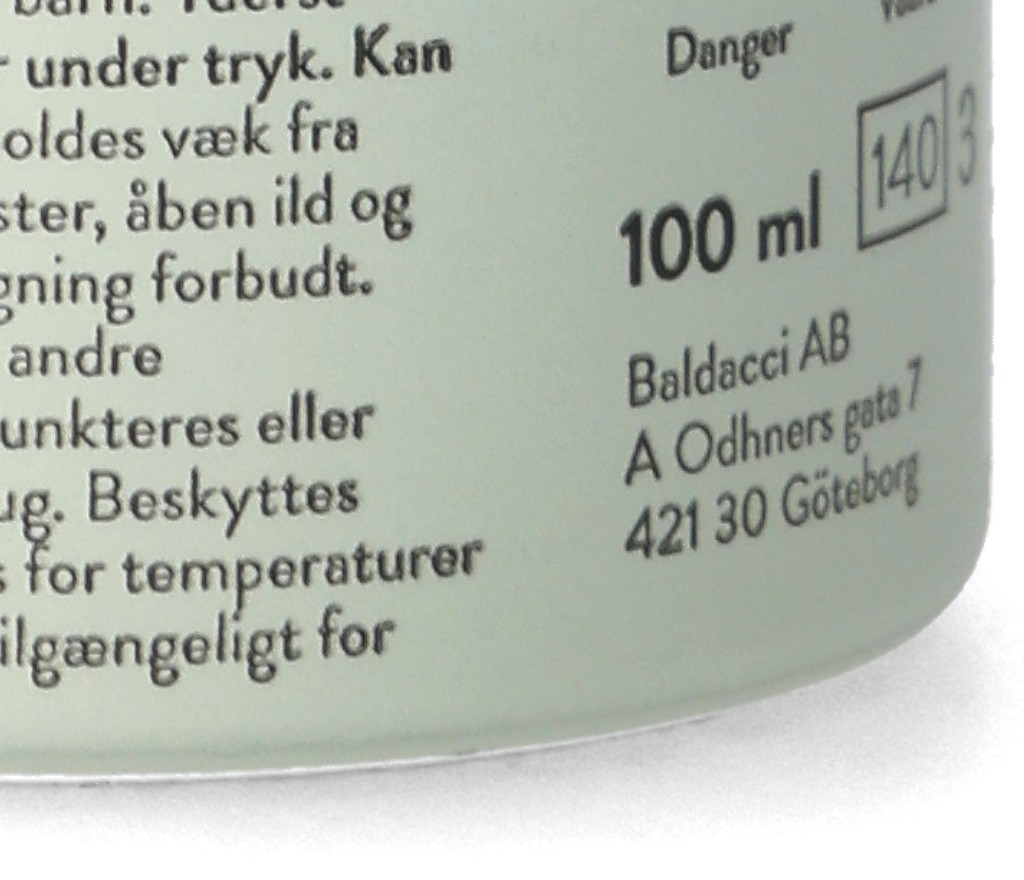 under tryk. Kan
oldes væk fra
ster, åben ild og
gning forbudt.
andre
unkteres eller
ug. Beskyttes
for temperaturer
ilgængeligt for
Danger
140 3
100 ml
Baldacci AB
A Odhners gata 7
421 30 Göteborg